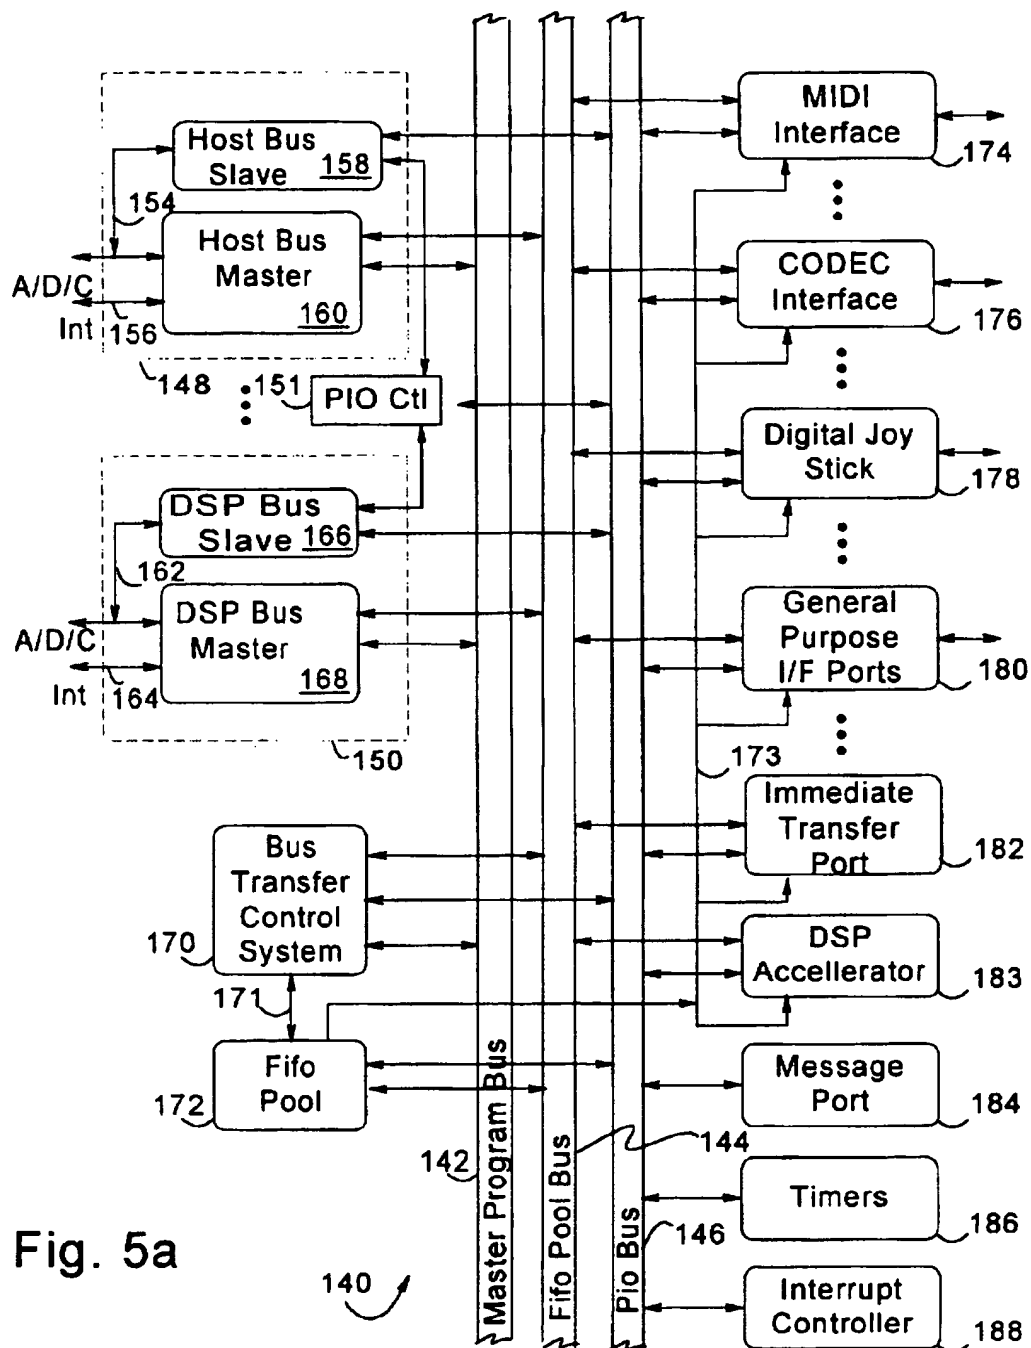 Host Bus
Slave 158
154
Host Bus
Master
160
A/D/C
Int
156
148
151
PIO Ctl
DSP Bus
Slave 166
162
DSP Bus
Master
168
A/D/C
Int
164
150
Bus
Transfer
Control
System
170
171
Fifo
Pool
172
Master Program Bus
142
Fifo Pool Bus
144
Pio Bus
146
MIDI
Interface
174
CODEC
Interface
176
Digital Joy
Stick
178
General
Purpose
I/F Ports
180
173
Immediate
Transfer
Port
182
DSP
Accellerator
183
Message
Port
184
Timers
186
Interrupt
Controller
188
Fig. 5a
140